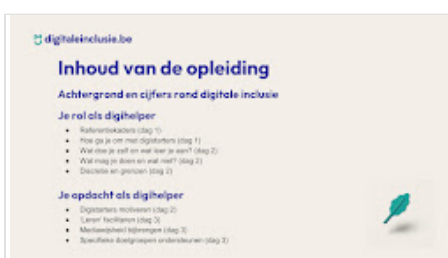 digitaleinclusie.be
Inhoud van de opleiding
Achtergrond en cijfers rond digitale inclusie
Je rol als digihelper
Referentiekaders (dag 1)
Hoe ga je om met digistarters (dag 1)
Wat doe je zelf en wat leer je aan? (dag 2)
Wat mag je doen en wat niet? (dag 2)
Discretie en grenzen (dag 2)
Je opdacht als digihelper
Digistarters motiveren (dag 2)
'Leren' faciliteren (dag 3)
Mediawijsheid bijbrengen (dag 3)
Specifieke doelgroepen ondersteunen (dag 3)